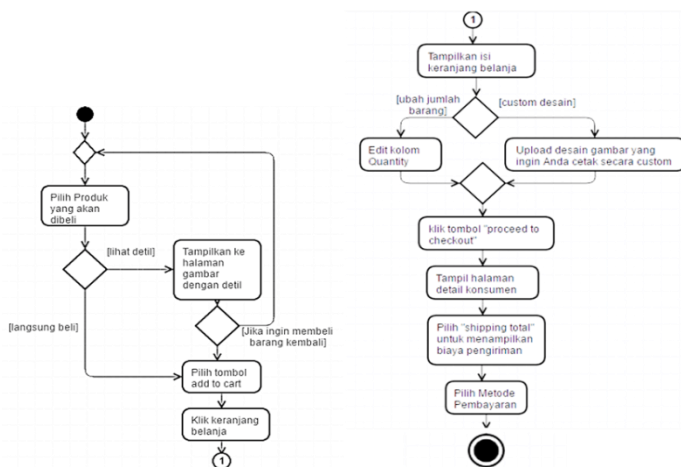 Pilih Produk
yang akan
dibeli
[lihat detil]
Tampilkan ke
halaman
gambar
dengan detil
[langsung beli]
[Jika ingin membeli
barang kembali]
Pilih tombol
add to cart
Klik keranjang
belanja
1
1
Tampilkan isi
keranjang belanja
[ubah jumlah
barang]
[custom desain]
Edit kolom
Quantity
Upload desain gambar yang
ingin Anda cetak secara custom
klik tombol "proceed to
checkout"
Tampil halaman
detail konsumen
Pilih "shipping total"
untuk menampilkan
biaya pengiriman
Pilih Metode
Pembayaran